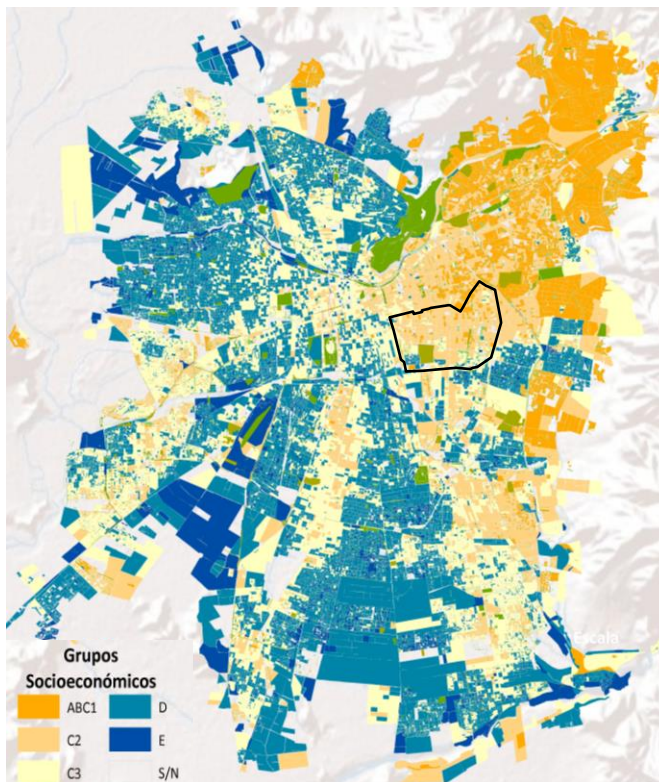 Escala
Grupos
Socioeconómicos
ABC1
D
C2
E
C3
S/N